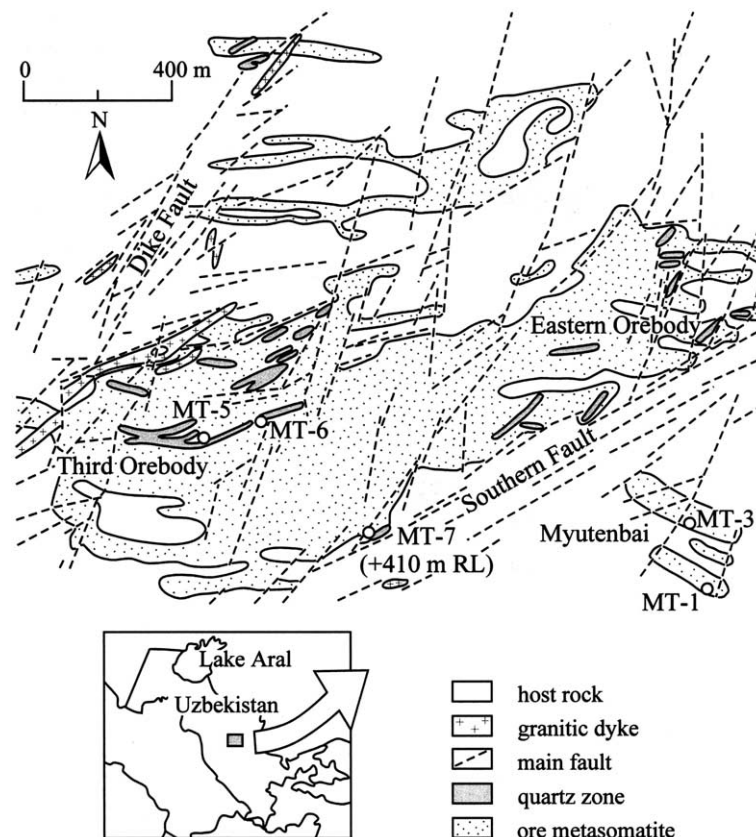 0 400 m
N
Dike Fault
Eastern Orebody
MT-5
MT-6
Third Orebody
Southern Fault
MT-7
(+410 m RL)
Myutenbai
MT-3
MT-1
Lake Aral
Uzbekistan
host rock
granitic dyke
main fault
quartz zone
ore metasomatite